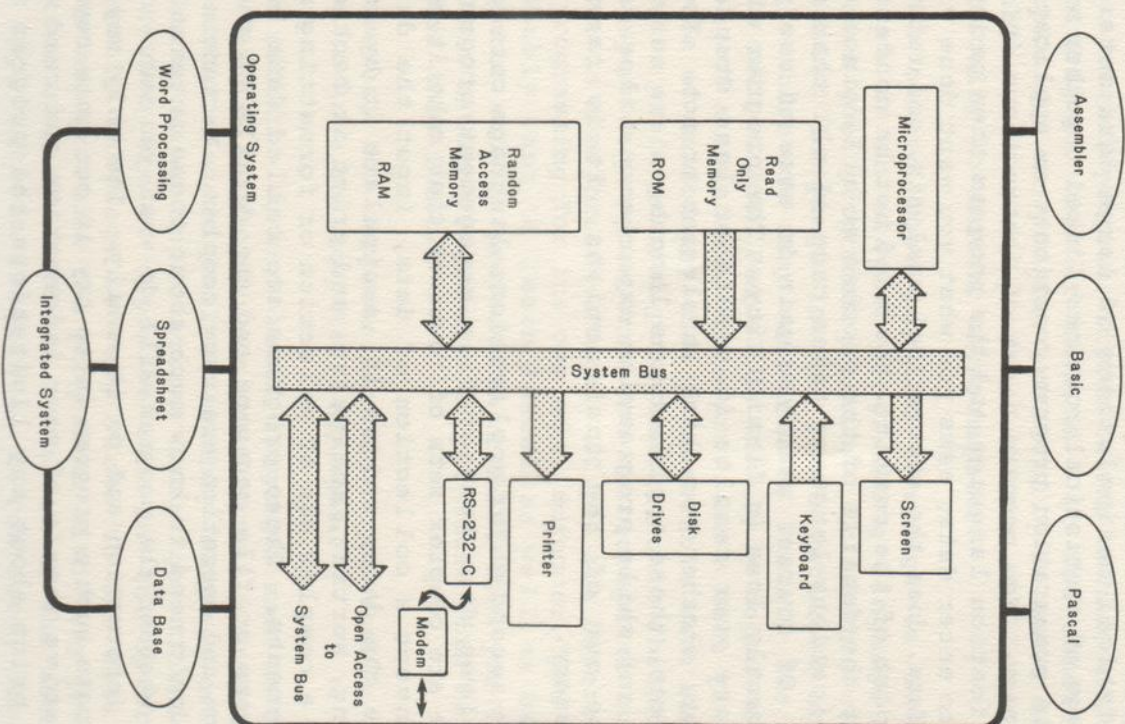 Assembler
Basic
Pascal
Microprocessor
Screen
Read
Only
Memory
ROM
Keyboard
Disk
Drives
System Bus
Printer
Random
Access
Memory
RAM
RS-232-C
Modem
Open Access
to
System Bus
Operating System
Word Processing
Spreadsheet
Data Base
Integrated System